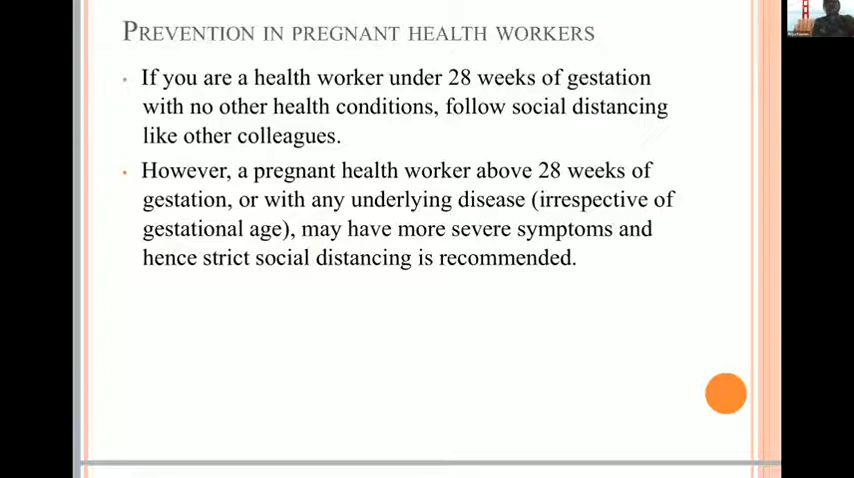 PREVENTION IN PREGNANT HEALTH WORKERS
If you are a health worker under 28 weeks of gestation
with no other health conditions, follow social distancing
like other colleagues.
However, a pregnant health worker above 28 weeks of
gestation, or with any underlying disease (irrespective of
gestational age), may have more severe symptoms and
hence strict social distancing is recommended.